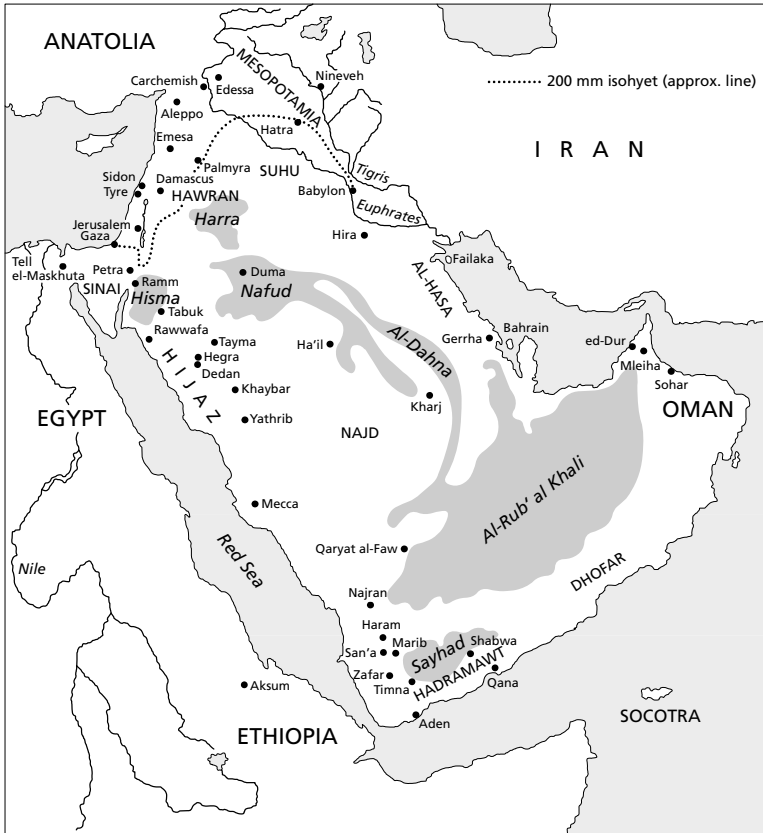 ANATOLIA
MESOPOTAMIA
Carchemish
Edessa
Nineveh
200 mm isohyet (approx. line)
Aleppo
Hatra
Emesa
IRAN
SUHU
Palmyra
Tigris
Sidon
Damascus
Tyre
HAWRAN
Babylon
Euphrates
Harra
Jerusalem
Gaza
Hira
Tell
el-Maskhuta
Petra
SINAI
Ramm
Hisma
Duma
Nafud
Failaka
AL-HASA
Tabuk
Rawwafa
Tayma
Ha'il
Al-Dahna
Gerrha
Bahrain
ed-Dur
Mleiha
Sohar
HIJAZ
Hegra
Dedan
Khaybar
Kharj
OMAN
EGYPT
Yathrib
NAJD
Mecca
Al-Rub' al Khali
Red Sea
Qaryat al-Faw
Nile
DHOFAR
Najran
Haram
San'a
Marib
Sayhad
Shabwa
Zafar
Timna
HADRAMAWT
Qana
Aksum
Aden
SOCOTRA
ETHIOPIA